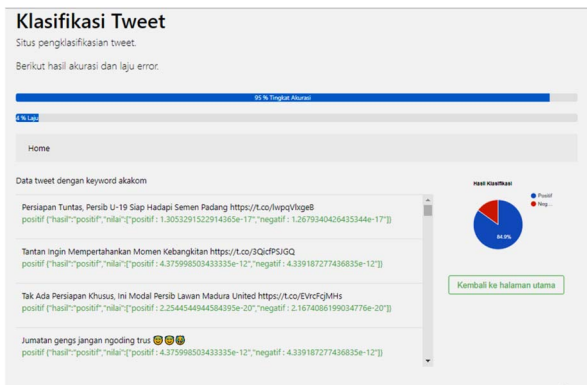 Klasifikasi Tweet
Situs pengklasifikasian tweet.
Berikut hasil akurasi dan laju error.
95 % Tingkat Akurasi
4 % Laju
Home
Data tweet dengan keyword akakom
Persiapan Tuntas, Persib U-19 Siap Hadapi Semen Padang https://t.co/lwpqVlxgeB
positif {"hasil":"positif","nilai":["positif : 1.3053291522914365e-17","negatif : 1.2679340426435344e-17"]}
Tantan Ingin Mempertahankan Momen Kebangkitan https://t.co/3QicfPSJGQ
positif {"hasil":"positif","nilai":["positif : 4.375998503433335e-12","negatif : 4.339187277436835e-12"]}
Tak Ada Persiapan Khusus, Ini Modal Persib Lawan Madura United https://t.co/EVrcFcjMHs
positif {"hasil":"positif","nilai":["positif : 2.2544544944584395e-20","negatif : 2.1674086199034776e-20"]}
Jumatan gengs jangan ngoding trus 😇😇😇
positif {"hasil":"positif","nilai":["positif : 4.375998503433335e-12","negatif : 4.339187277436835e-12"]}
Hasil Klasifikasi
Positif
Neg...
84.9%
Kembali ke halaman utama